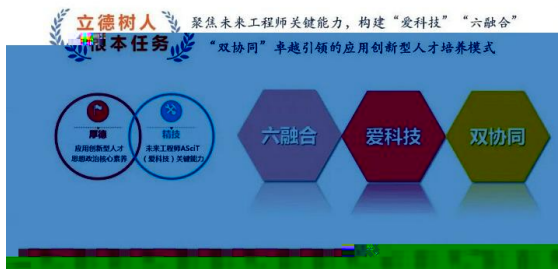 立德树人
根本任务
聚焦未来工程师关键能力，构建“爱科技”“六融合”
“双协同”卓越引领的应用创新型人才培养模式
厚德
应用创新型人才
思想政治核心素养
精技
未来工程师ASciT
（爱科技）关键能力
六融合
爱科技
双协同